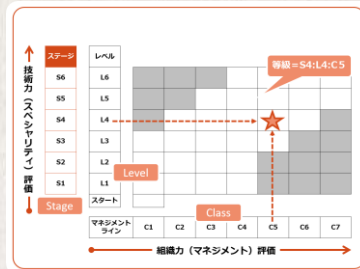 ステージ レベル
等級=S4:L4:C5
S6 L6
S5 L5
S4 L4
S3 L3
S2 L2
Level
S1 L1
Stage
スタート
Class
マネジメント
ライン
C1 C2 C3 C4 C5 C6 C7
技術力(スペシャリティ)評価
組織力(マネジメント)評価